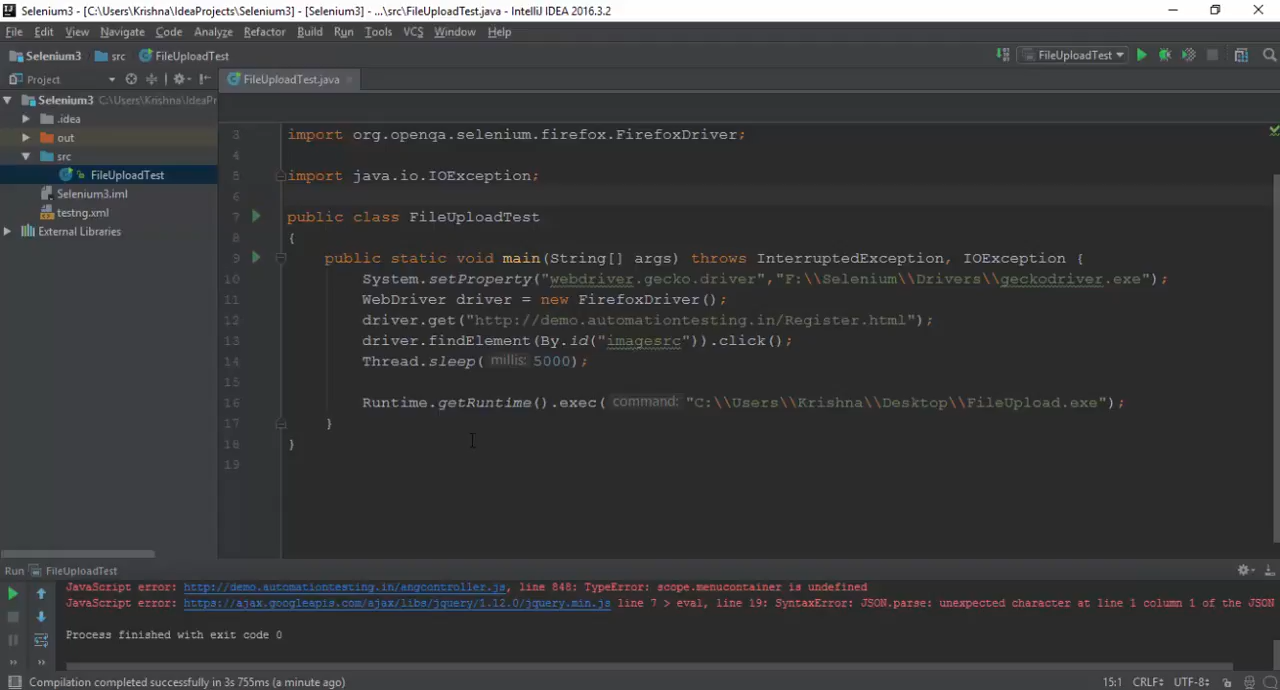 Selenium3 - [C:\Users\Krishna\IdeaProjects\Selenium3] - [Selenium3] - ...\src\FileUploadTest.java - IntelliJ IDEA 2016.3.2
File Edit View Navigate Code Analyze Refactor Build Run Tools VCS Window Help
Selenium3 src FileUploadTest FileUploadTest
Project FileUploadTest.java
Selenium3 C:\Users\Krishna\IdeaPr
.idea
out
src
FileUploadTest
Selenium3.iml
testng.xml
External Libraries
3 import org.openqa.selenium.firefox.FirefoxDriver;
4
5 import java.io.IOException;
6
7 public class FileUploadTest
8 {
9 public static void main(String[] args) throws InterruptedException, IOException {
10 System.setProperty("webdriver.gecko.driver","F:\\Selenium\\Drivers\\geckodriver.exe");
11 WebDriver driver = new FirefoxDriver();
12 driver.get("http://demo.automationtesting.in/Register.html");
13 driver.findElement(By.id("imagesrc")).click();
14 Thread.sleep( millis: 5000);
15
16 Runtime.getRuntime().exec( command: "C:\\Users\\Krishna\\Desktop\\FileUpload.exe");
17 }
18 }
19
Run FileUploadTest
JavaScript error: http://demo.automationtesting.in/angcontroller.js, line 848: TypeError: scope.menucontainer is undefined
JavaScript error: https://ajax.googleapis.com/ajax/libs/jquery/1.12.0/jquery.min.js line 7 > eval, line 19: SyntaxError: JSON.parse: unexpected character at line 1 column 1 of the JSON
Process finished with exit code 0
Compilation completed successfully in 3s 755ms (a minute ago) 15:1 CRLF UTF-8